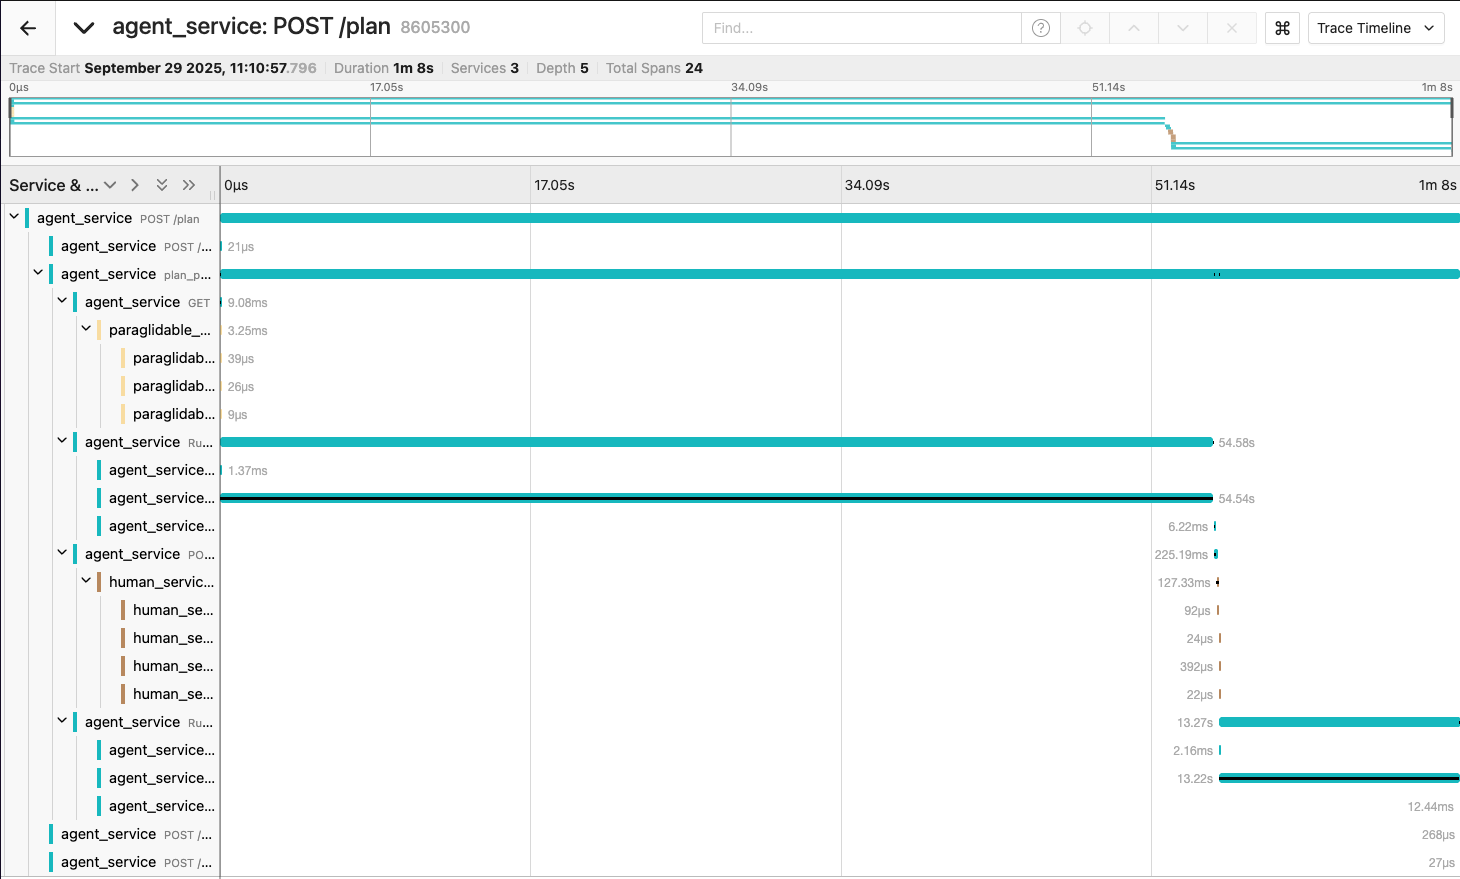 agent_service: POST /plan 8605300 Find... ? ⌘ Trace Timeline
Trace Start September 29 2025, 11:10:57.796 Duration 1m 8s Services 3 Depth 5 Total Spans 24
0μs 17.05s 34.09s 51.14s 1m 8s
Service & ... 0μs 17.05s 34.09s 51.14s 1m 8s
agent_service POST /plan
agent_service POST /... 21μs
agent_service plan_p...
agent_service GET 9.08ms
paraglidable_... 3.25ms
paraglidab... 39μs
paraglidab... 26μs
paraglidab... 9μs
agent_service Ru... 54.58s
agent_service... 1.37ms
agent_service... 54.54s
agent_service... 6.22ms
agent_service PO... 225.19ms
human_servic... 127.33ms
human_se... 92μs
human_se... 24μs
human_se... 392μs
human_se... 22μs
agent_service Ru... 13.27s
agent_service... 2.16ms
agent_service... 13.22s
agent_service... 12.44ms
agent_service POST /... 268μs
agent_service POST /... 27μs